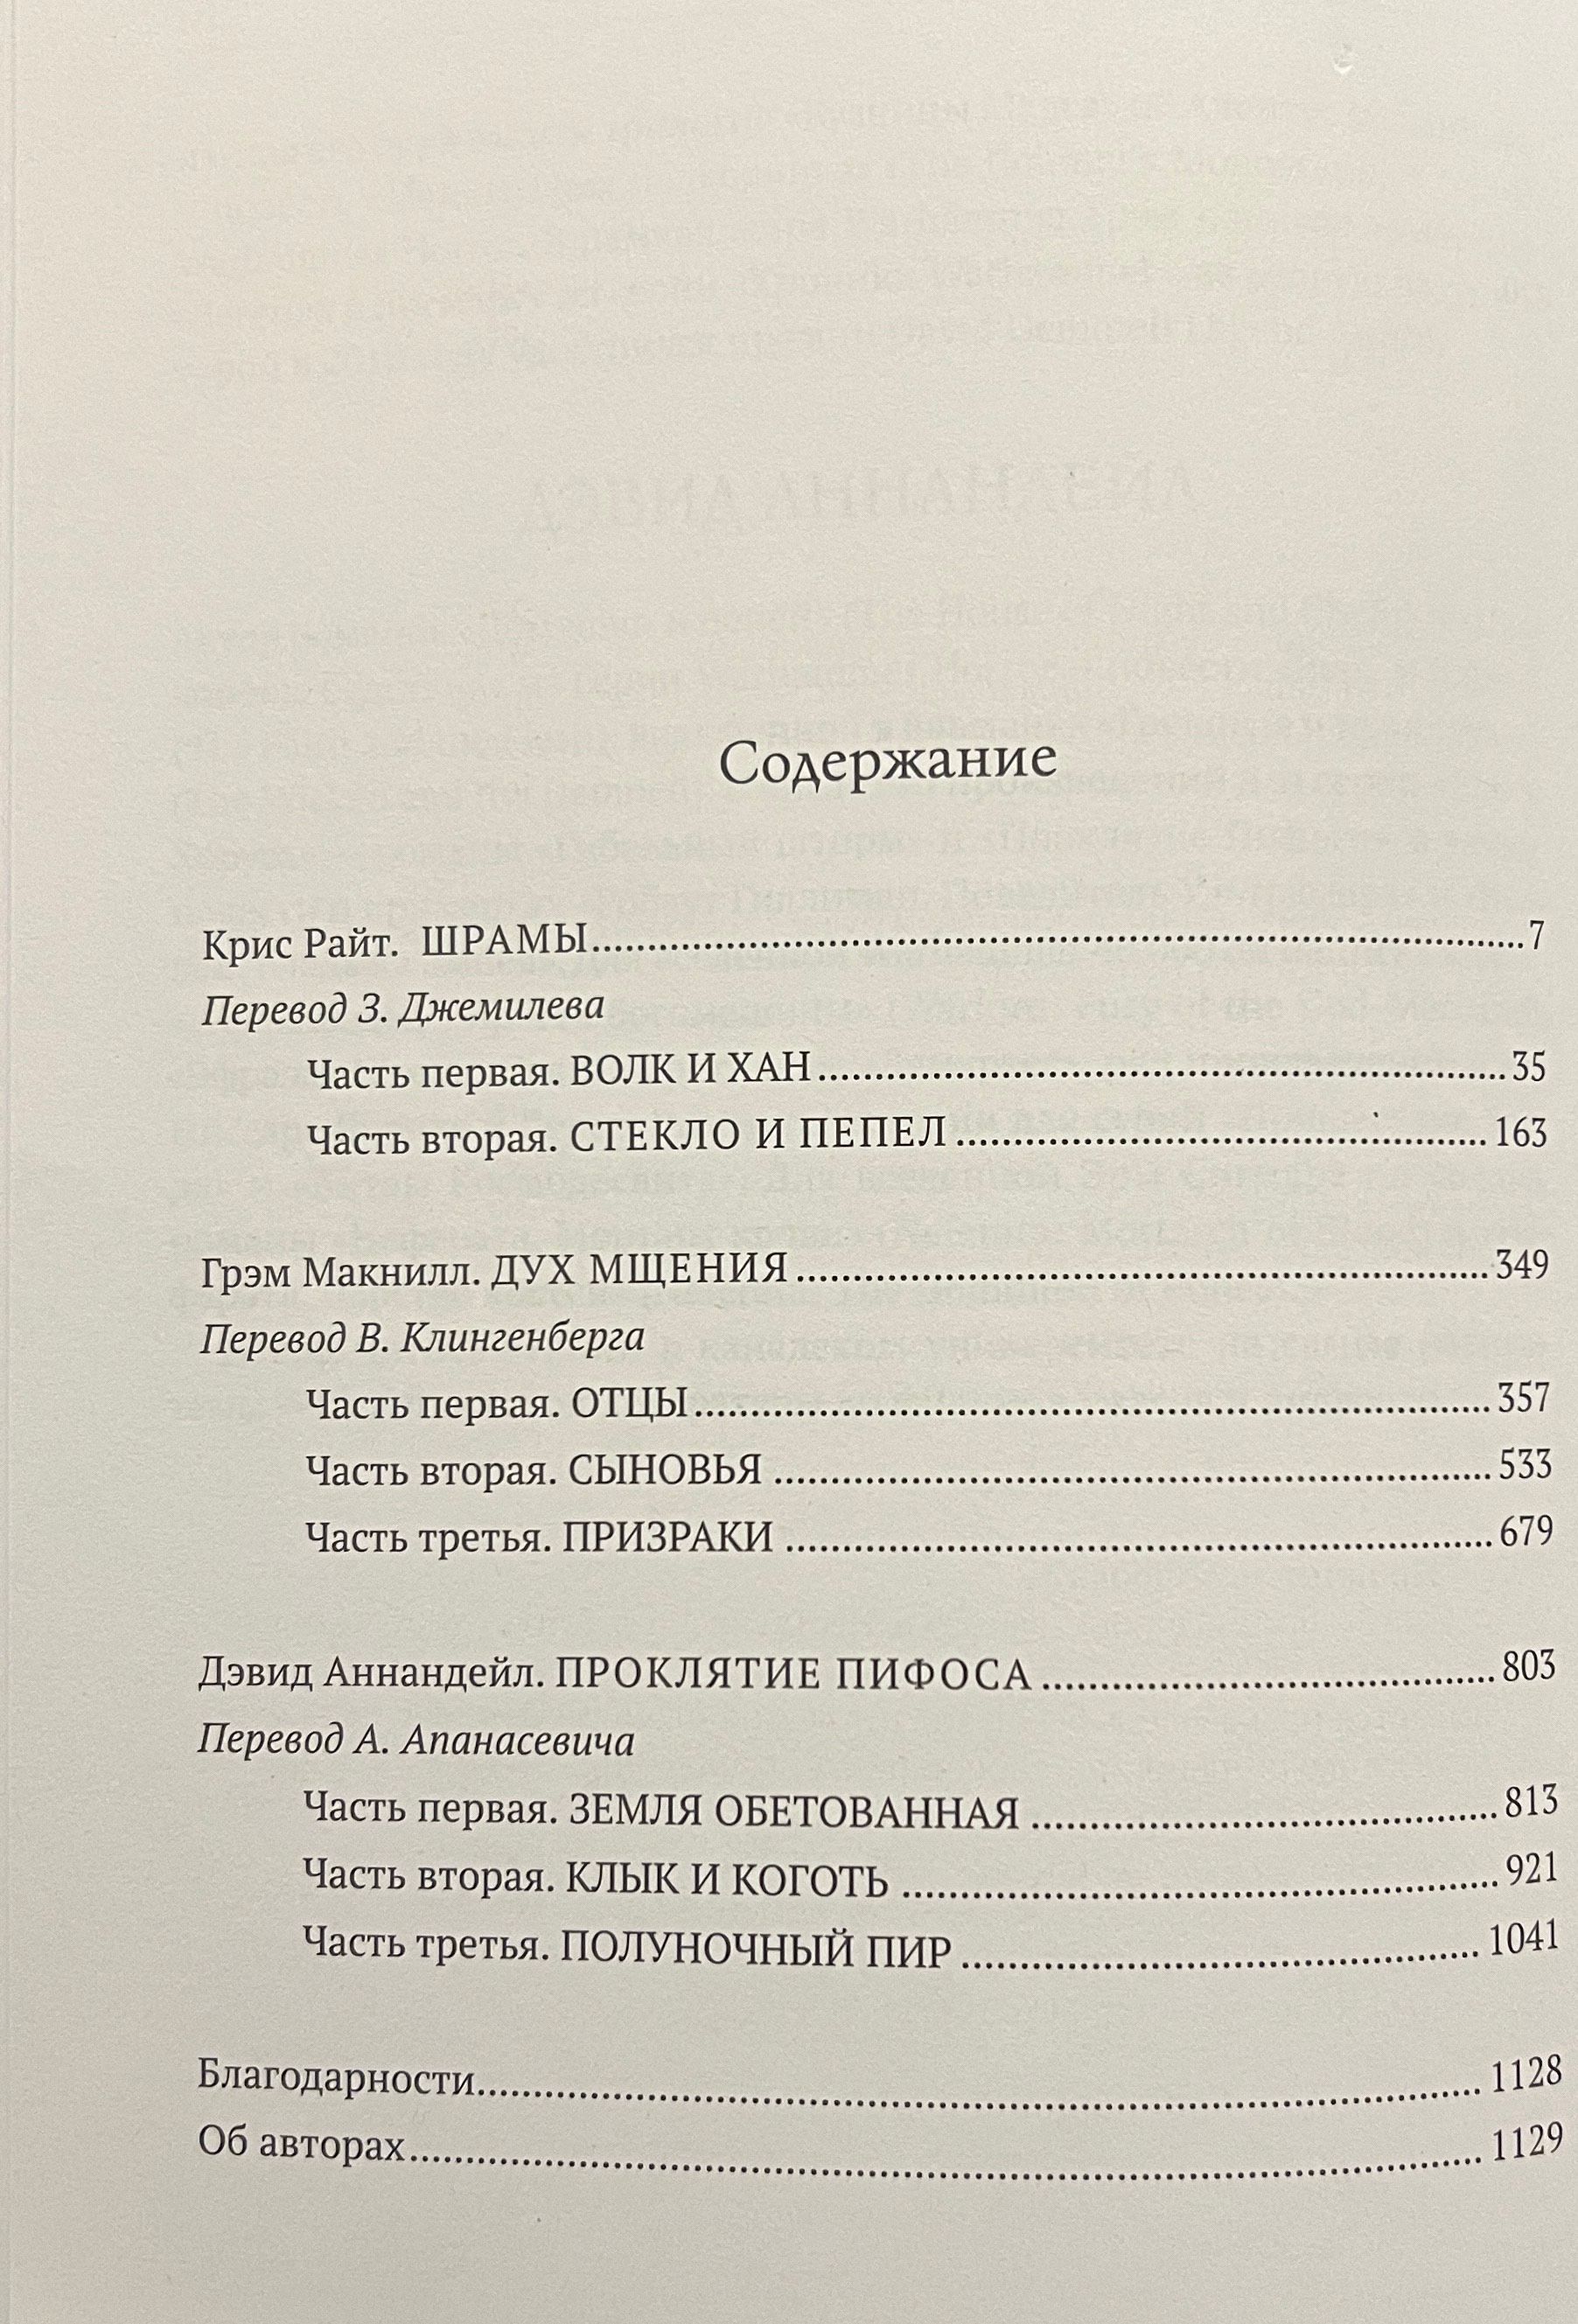 Содержание
Крис Райт. ШРАМЫ........7
Перевод З. Джемилева
Часть первая. ВОЛК И ХАН........35
Часть вторая. СТЕКЛО И ПЕПЕЛ........163
Грэм Макнилл. ДУХ МЩЕНИЯ........349
Перевод В. Клингенберга
Часть первая. ОТЦЫ........357
Часть вторая. СЫНОВЬЯ........533
Часть третья. ПРИЗРАКИ........679
Дэвид Аннандейл. ПРОКЛЯТИЕ ПИФОСА........803
Перевод А. Апанасевича
Часть первая. ЗЕМЛЯ ОБЕТОВАННАЯ........813
Часть вторая. КЛЫК И КОГОТЬ........921
Часть третья. ПОЛУНОЧНЫЙ ПИР........1041
Благодарности........1128
Об авторах........1129